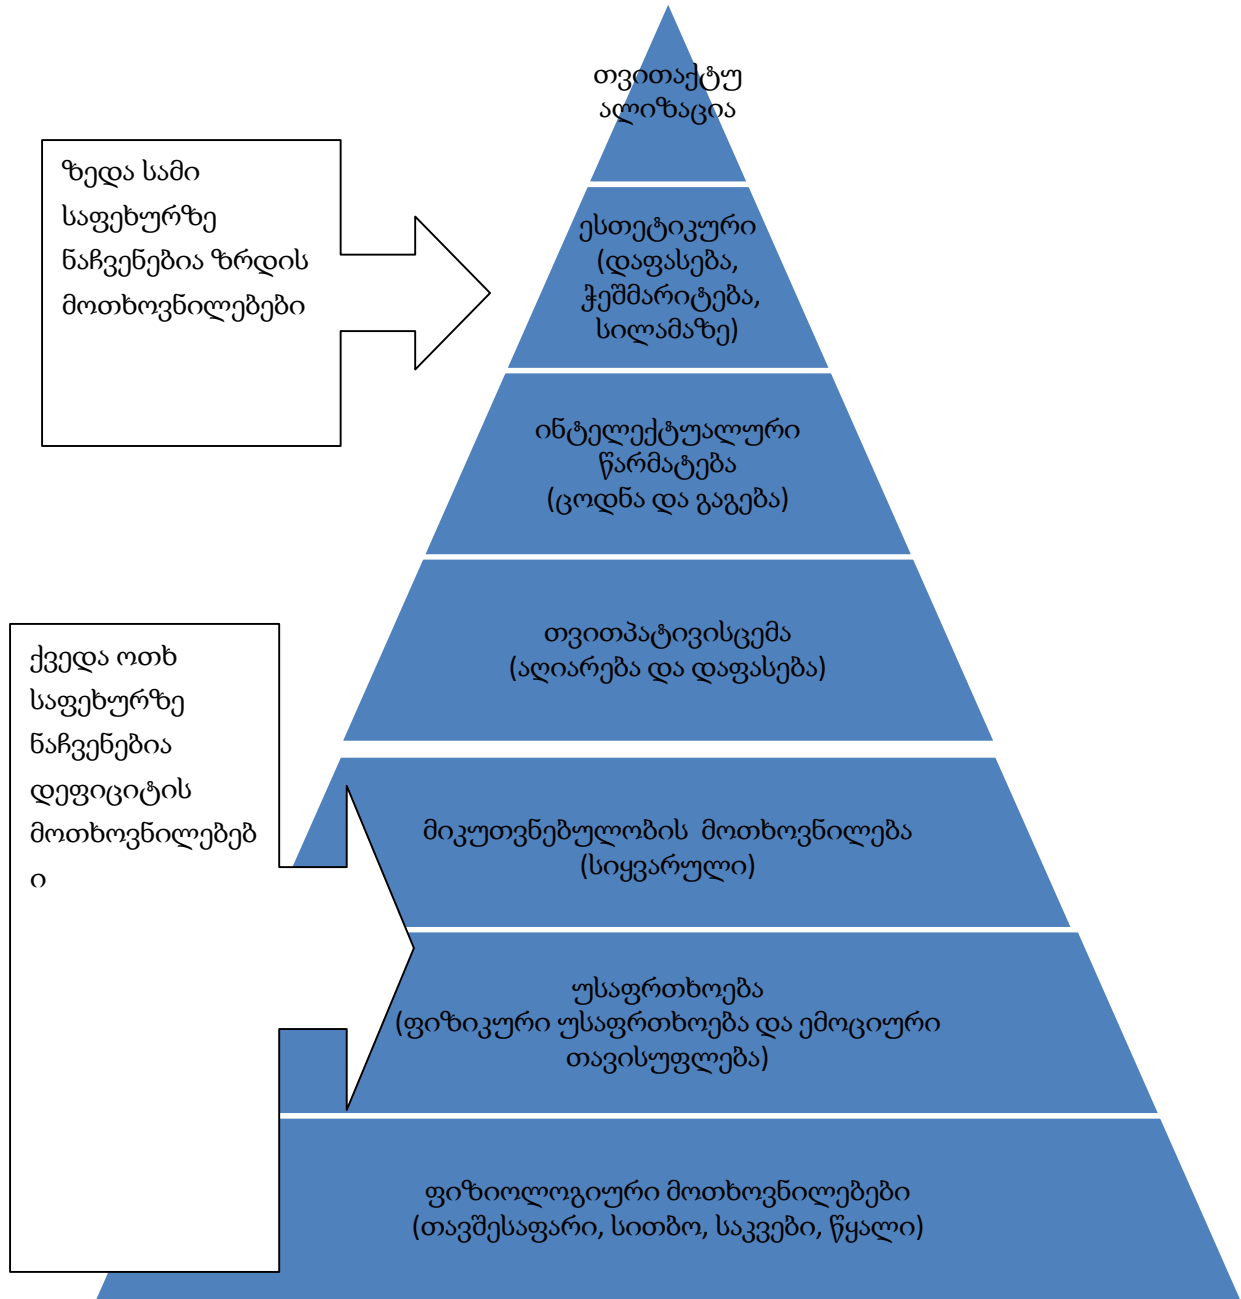 თვითაქტუ
ალიზაცია
ზედა სამი
საფეხურზე
ნაჩვენებია ზრდის
მოთხოვნილებები
ესთეტიკური
(დაფასება,
ჭეშმარიტება,
სილამაზე)
ინტელექტუალური
წარმატება
(ცოდნა და გაგება)
თვითპატივისცემა
(აღიარება და დაფასება)
ქვედა ოთხ
საფეხურზე
ნაჩვენებია
დეფიციტის
მოთხოვნილებებ
ი
მიკუთვნებულობის მოთხოვნილება
(სიყვარული)
უსაფრთხოება
(ფიზიკური უსაფრთხოება და ემოციური
თავისუფლება)
ფიზიოლოგიური მოთხოვნილებები
(თავშესაფარი, სითბო, საკვები, წყალი)